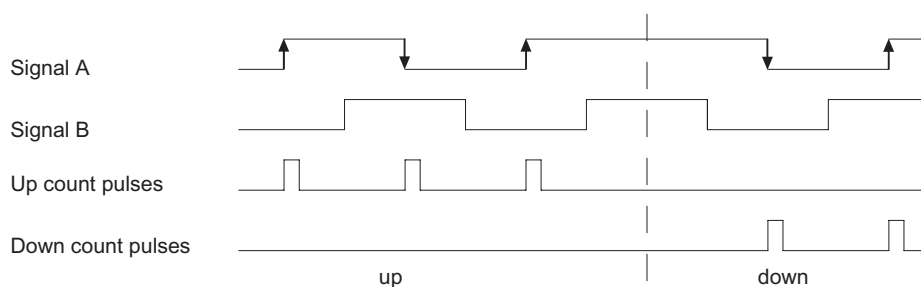 Signal A
Signal B
Up count pulses
Down count pulses
up
down